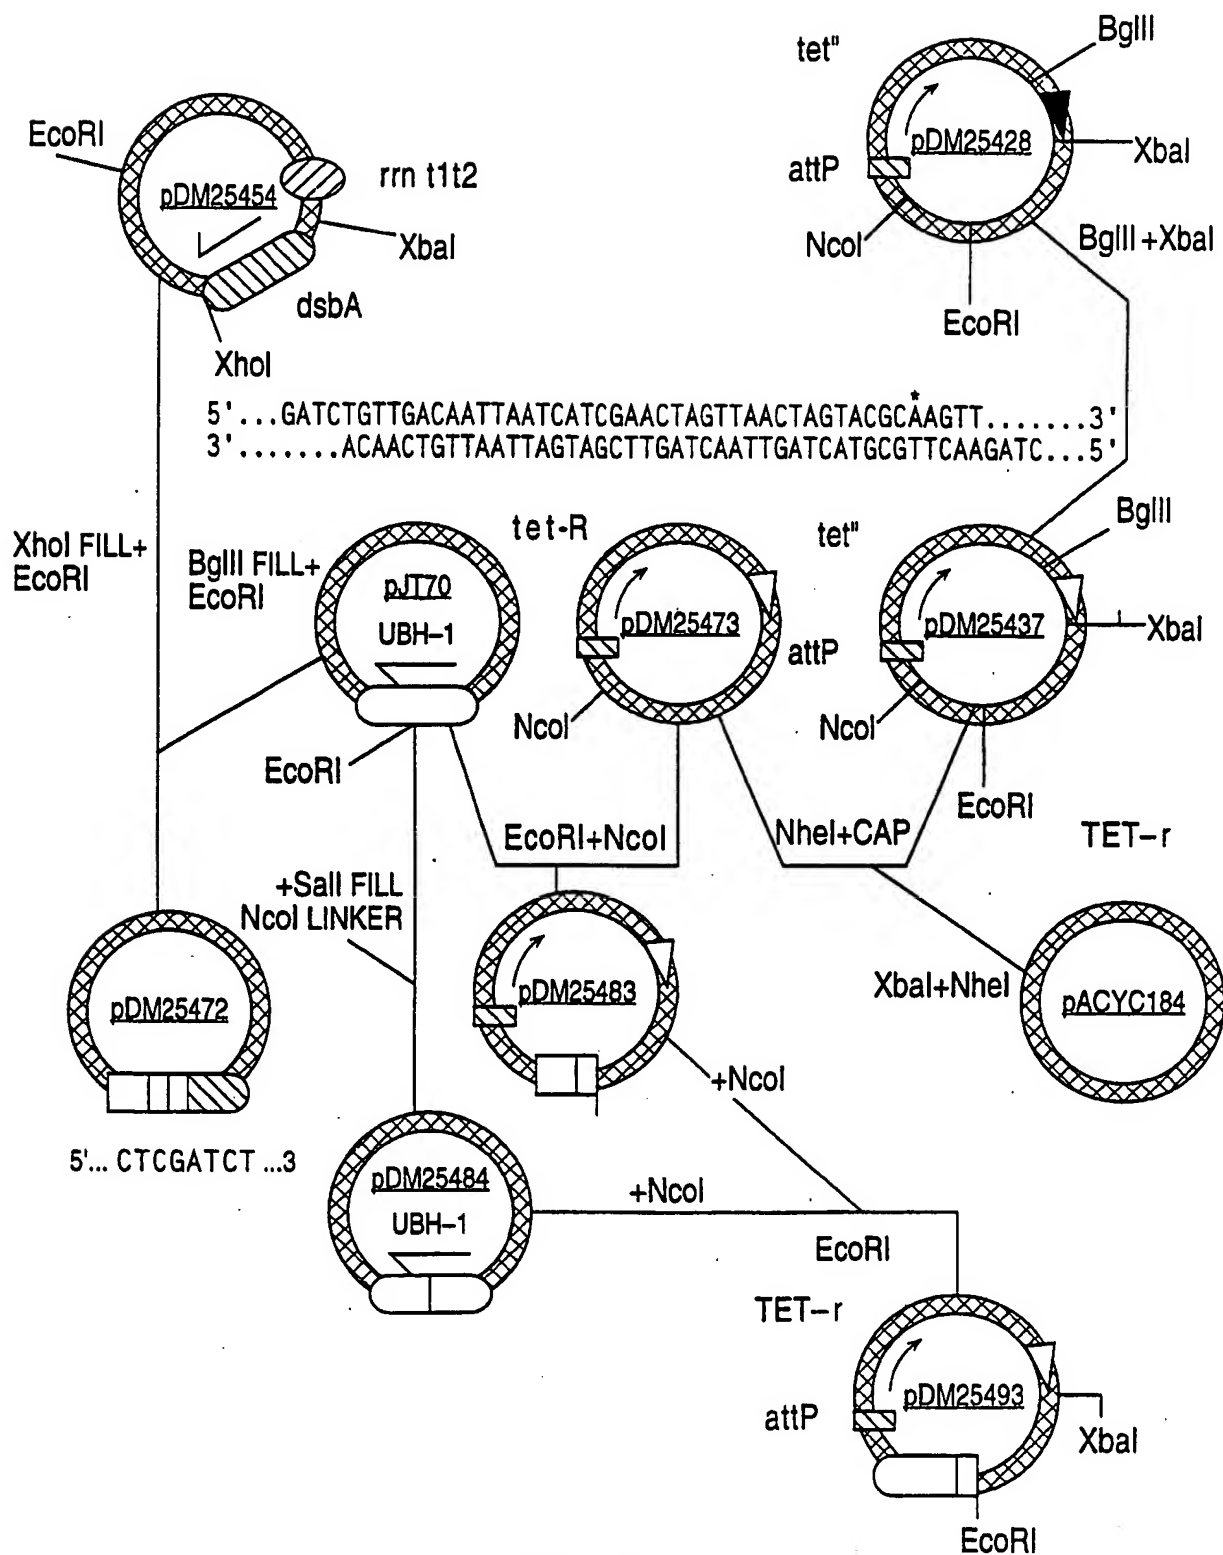 tet"
BglII
EcoRI
rrn t1t2
pDM25454
XbaI
dsbA
XhoI
pDM25428
XbaI
attP
NcoI
BglII+XbaI
EcoRI
5'...GATCTGTTGACAATTAATCATCGAACTAGTTAACTAGTACGCAAGTT.......3'
*
3'.......ACAACTGTTAATTAGTAGCTTGATCAATTGATCATGCGTTCAAGATC...5'
XhoI FILL+
EcoRI
BglII FILL+
EcoRI
pJT70
UBH-1
EcoRI
tet-R
pDM25473
NcoI
tet"
BglII
attP
pDM25437
XbaI
NcoI
EcoRI
EcoRI+NcoI
NheI+CAP
TET-r
+SalI FILL
NcoI LINKER
pDM25472
5'... CTCGATCT ...3
pDM25483
XbaI+NheI
pACYC184
+NcoI
pDM25484
UBH-1
+NcoI
EcoRI
TET-r
attP
pDM25493
XbaI
EcoRI